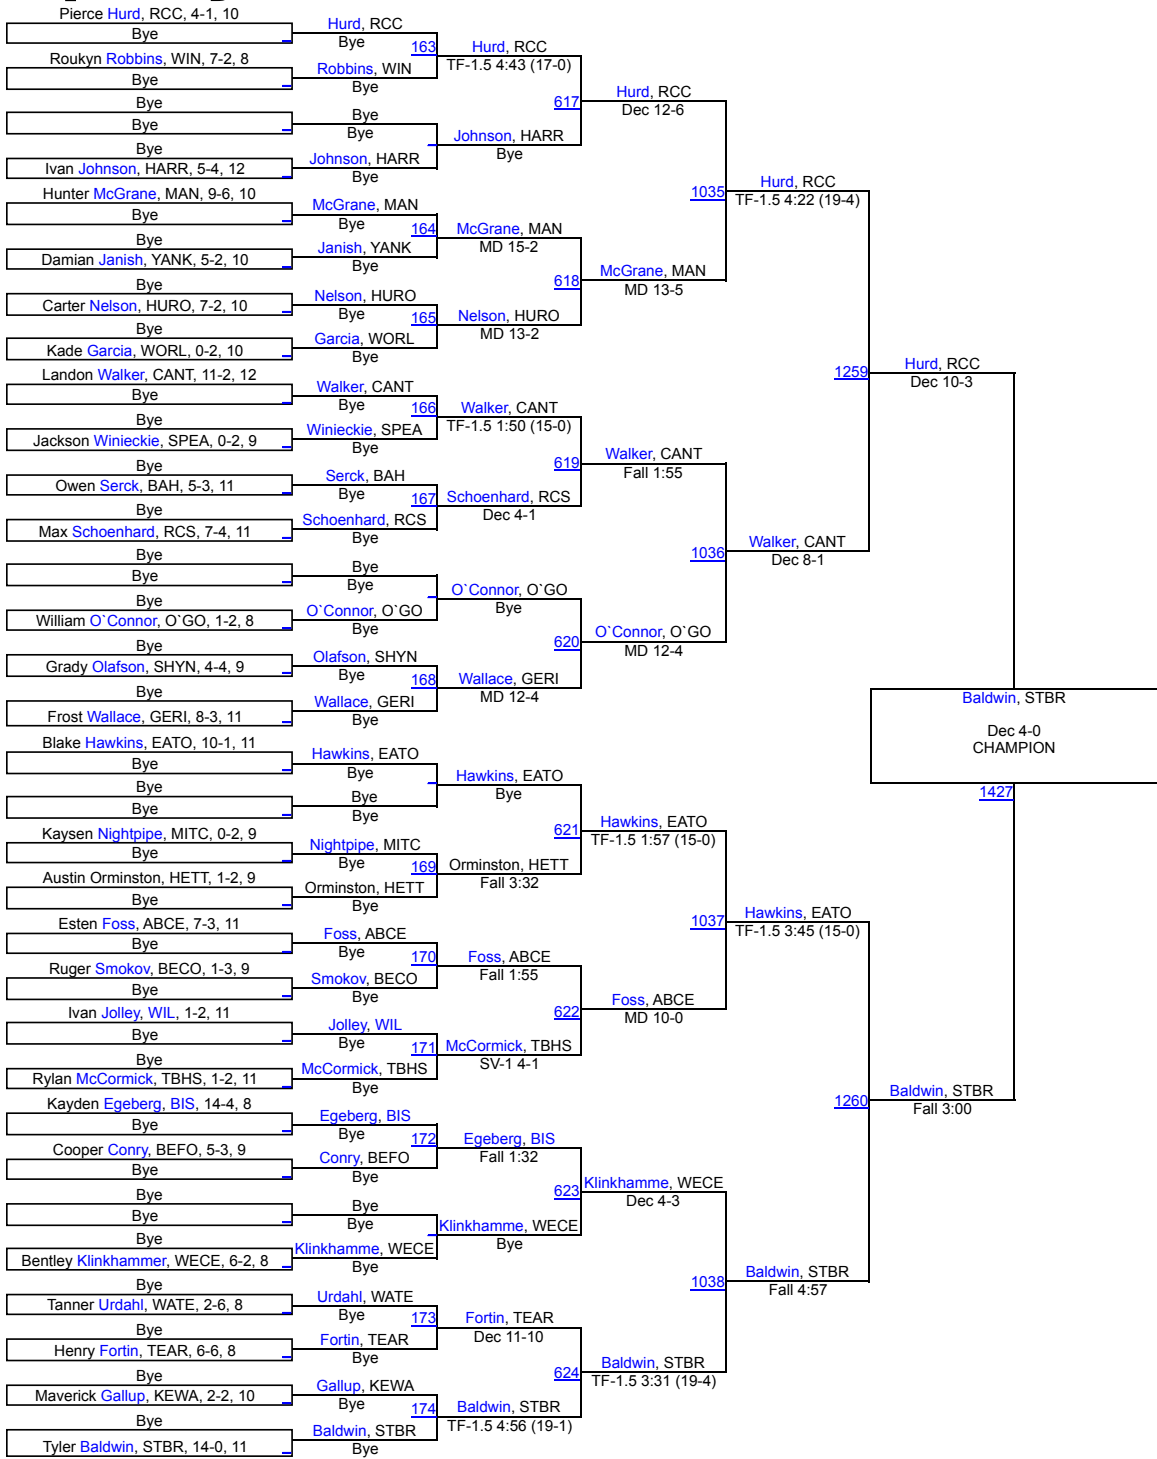 Pierce Hurd, RCC, 4-1, 10
Bye
Roukyn Robbins, WIN, 7-2, 8
Bye
Bye
Bye
Bye
Ivan Johnson, HARR, 5-4, 12
Hunter McGrane, MAN, 9-6, 10
Bye
Bye
Damian Janish, YANK, 5-2, 10
Bye
Carter Nelson, HURO, 7-2, 10
Bye
Kade Garcia, WORL, 0-2, 10
Landon Walker, CANT, 11-2, 12
Bye
Bye
Jackson Winieckie, SPEA, 0-2, 9
Bye
Owen Serck, BAH, 5-3, 11
Bye
Max Schoenhard, RCS, 7-4, 11
Bye
Bye
Bye
William O`Connor, O`GO, 1-2, 8
Bye
Grady Olafson, SHYN, 4-4, 9
Bye
Frost Wallace, GERI, 8-3, 11
Blake Hawkins, EATO, 10-1, 11
Bye
Bye
Bye
Kaysen Nightpipe, MITC, 0-2, 9
Bye
Austin Orminston, HETT, 1-2, 9
Bye
Esten Foss, ABCE, 7-3, 11
Bye
Ruger Smokov, BECO, 1-3, 9
Bye
Ivan Jolley, WIL, 1-2, 11
Bye
Bye
Rylan McCormick, TBHS, 1-2, 11
Kayden Egeberg, BIS, 14-4, 8
Bye
Cooper Conry, BEFO, 5-3, 9
Bye
Bye
Bye
Bye
Bentley Klinkhammer, WECE, 6-2, 8
Bye
Tanner Urdahl, WATE, 2-6, 8
Bye
Henry Fortin, TEAR, 6-6, 8
Bye
Maverick Gallup, KEWA, 2-2, 10
Bye
Tyler Baldwin, STBR, 14-0, 11
Hurd, RCC
Bye
Robbins, WIN
Bye
Bye
Bye
Johnson, HARR
Bye
McGrane, MAN
Bye
Janish, YANK
Bye
Nelson, HURO
Bye
Garcia, WORL
Bye
Walker, CANT
Bye
Winieckie, SPEA
Bye
Serck, BAH
Bye
Schoenhard, RCS
Bye
Bye
Bye
O`Connor, O`GO
Bye
Olafson, SHYN
Bye
Wallace, GERI
Bye
Hawkins, EATO
Bye
Bye
Bye
Nightpipe, MITC
Bye
Orminston, HETT
Bye
Foss, ABCE
Bye
Smokov, BECO
Bye
Jolley, WIL
Bye
McCormick, TBHS
Bye
Egeberg, BIS
Bye
Conry, BEFO
Bye
Bye
Bye
Klinkhamme, WECE
Bye
Urdahl, WATE
Bye
Fortin, TEAR
Bye
Gallup, KEWA
Bye
Baldwin, STBR
Bye
163
164
165
166
167
168
169
170
171
172
173
174
Hurd, RCC
TF-1.5 4:43 (17-0)
Johnson, HARR
Bye
McGrane, MAN
MD 15-2
Nelson, HURO
MD 13-2
Walker, CANT
TF-1.5 1:50 (15-0)
Schoenhard, RCS
Dec 4-1
O`Connor, O`GO
Bye
Wallace, GERI
MD 12-4
Hawkins, EATO
Bye
Orminston, HETT
Fall 3:32
Foss, ABCE
Fall 1:55
McCormick, TBHS
SV-1 4-1
Egeberg, BIS
Fall 1:32
Klinkhamme, WECE
Bye
Fortin, TEAR
Dec 11-10
Baldwin, STBR
TF-1.5 4:56 (19-1)
617
618
619
620
621
622
623
624
Hurd, RCC
Dec 12-6
McGrane, MAN
MD 13-5
Walker, CANT
Fall 1:55
O`Connor, O`GO
MD 12-4
Hawkins, EATO
TF-1.5 1:57 (15-0)
Foss, ABCE
MD 10-0
Klinkhamme, WECE
Dec 4-3
Baldwin, STBR
TF-1.5 3:31 (19-4)
1035
1036
1037
1038
Hurd, RCC
TF-1.5 4:22 (19-4)
Walker, CANT
Dec 8-1
Hawkins, EATO
TF-1.5 3:45 (15-0)
Baldwin, STBR
Fall 4:57
1259
1260
Hurd, RCC
Dec 10-3
Baldwin, STBR
Fall 3:00
Baldwin, STBR
Dec 4-0
CHAMPION
1427